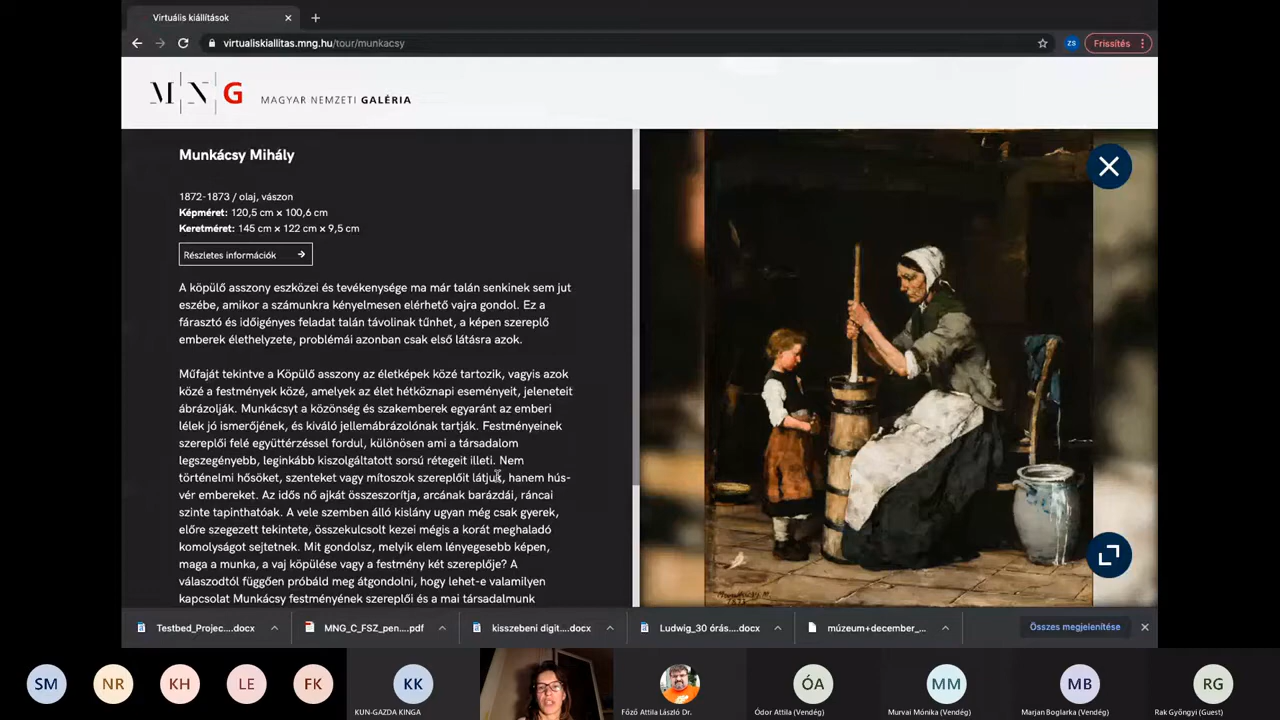 Virtuális kiállítások
virtualiskiallitas.mng.hu/tour/munkacsy
ZS
Frissítés
M N G
MAGYAR NEMZETI GALÉRIA
Munkácsy Mihály
1872-1873 / olaj, vászon
Képméret: 120,5 cm × 100,6 cm
Keretméret: 145 cm × 122 cm × 9,5 cm
Részletes információk
A köpülő asszony eszközei és tevékenysége ma már talán senkinek sem jut
eszébe, amikor a számunkra kényelmesen elérhető vajra gondol. Ez a
fárasztó és időigényes feladat talán távolinak tűnhet, a képen szereplő
emberek élethelyzete, problémái azonban csak első látásra azok.
Műfaját tekintve a Köpülő asszony az életképek közé tartozik, vagyis azok
közé a festmények közé, amelyek az élet hétköznapi eseményeit, jeleneteit
ábrázolják. Munkácsyt a közönség és szakemberek egyaránt az emberi
lélek jó ismerőjének, és kiváló jellemábrázolónak tartják. Festményeinek
szereplői felé együttérzéssel fordul, különösen ami a társadalom
legszegényebb, leginkább kiszolgáltatott sorsú rétegeit illeti. Nem
történelmi hősöket, szenteket vagy mítoszok szereplőit látjuk, hanem hús-
vér embereket. Az idős nő ajkát összeszorítja, arcának barázdái, ráncai
szinte tapinthatóak. A vele szemben álló kislány ugyan még csak gyerek,
előre szegezett tekintete, összekulcsolt kezei mégis a korát meghaladó
komolyságot sejtetnek. Mit gondolsz, melyik elem lényegesebb képen,
maga a munka, a vaj köpülése vagy a festmény két szereplője? A
válaszodtól függően próbáld meg átgondolni, hogy lehet-e valamilyen
kapcsolat Munkácsy festményének szereplői és a mai társadalmunk
Testbed_Projec....docx
MNG_C_FSZ_pen....pdf
kisszebeni digit....docx
Ludwig_30 órás....docx
múzeum+december_...
Összes megjelenítése
SM
NR
KH
LE
FK
KK
ÓA
MM
MB
RG
KUN-GAZDA KINGA
Főző Attila László Dr.
Ódor Attila (Vendég)
Murvai Mónika (Vendég)
Marjan Boglarka (Vendég)
Rak Gyöngyi (Guest)